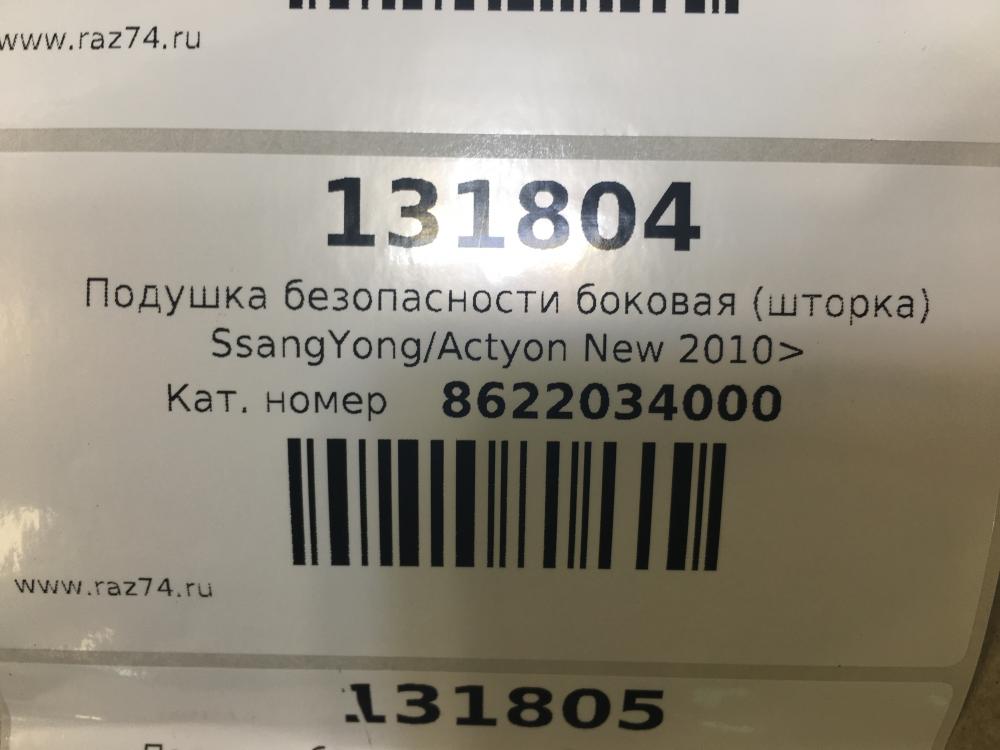 www.raz74.ru
131804
Подушка безопасности боковая (шторка)
SsangYong/Actyon New 2010>
Кат. номер 8622034000
www.raz74.ru
131805